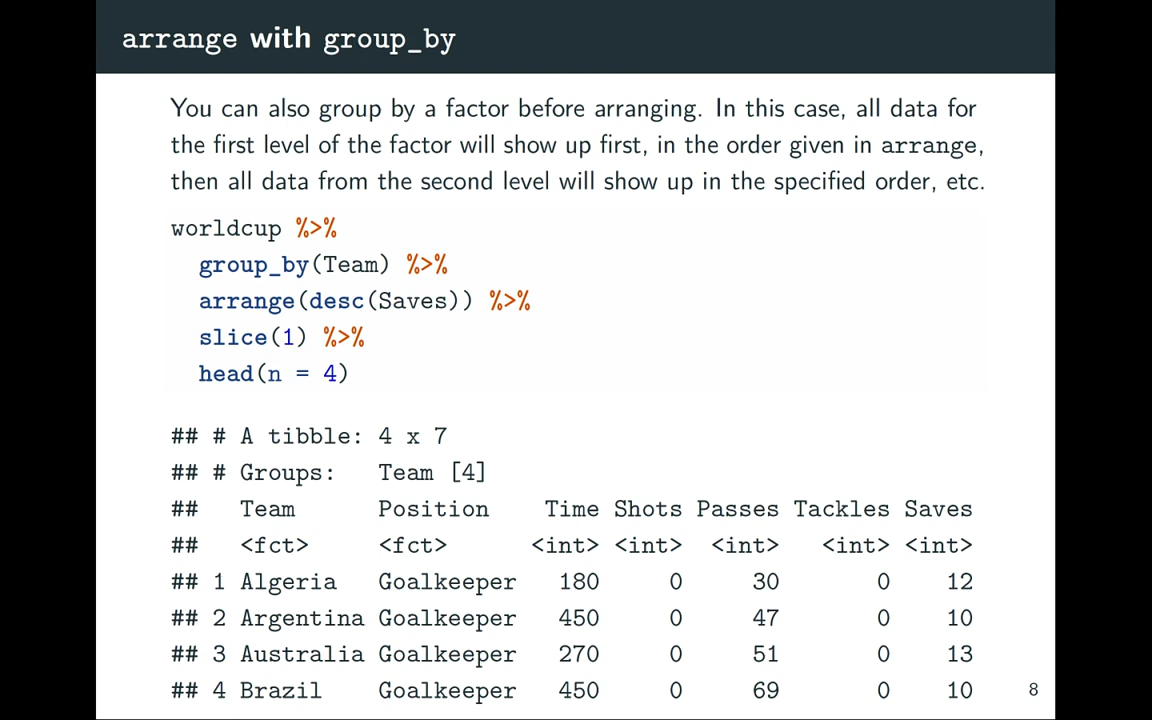 arrange with group_by
You can also group by a factor before arranging. In this case, all data for
the first level of the factor will show up first, in the order given in arrange,
then all data from the second level will show up in the specified order, etc.
worldcup %>%
  group_by(Team) %>%
  arrange(desc(Saves)) %>%
  slice(1) %>%
  head(n = 4)
## # A tibble: 4 x 7
## # Groups:   Team [4]
##   Team      Position    Time Shots Passes Tackles Saves
##   <fct>     <fct>      <int> <int>  <int>   <int> <int>
## 1 Algeria   Goalkeeper   180     0     30       0    12
## 2 Argentina Goalkeeper   450     0     47       0    10
## 3 Australia Goalkeeper   270     0     51       0    13
## 4 Brazil    Goalkeeper   450     0     69       0    10
8